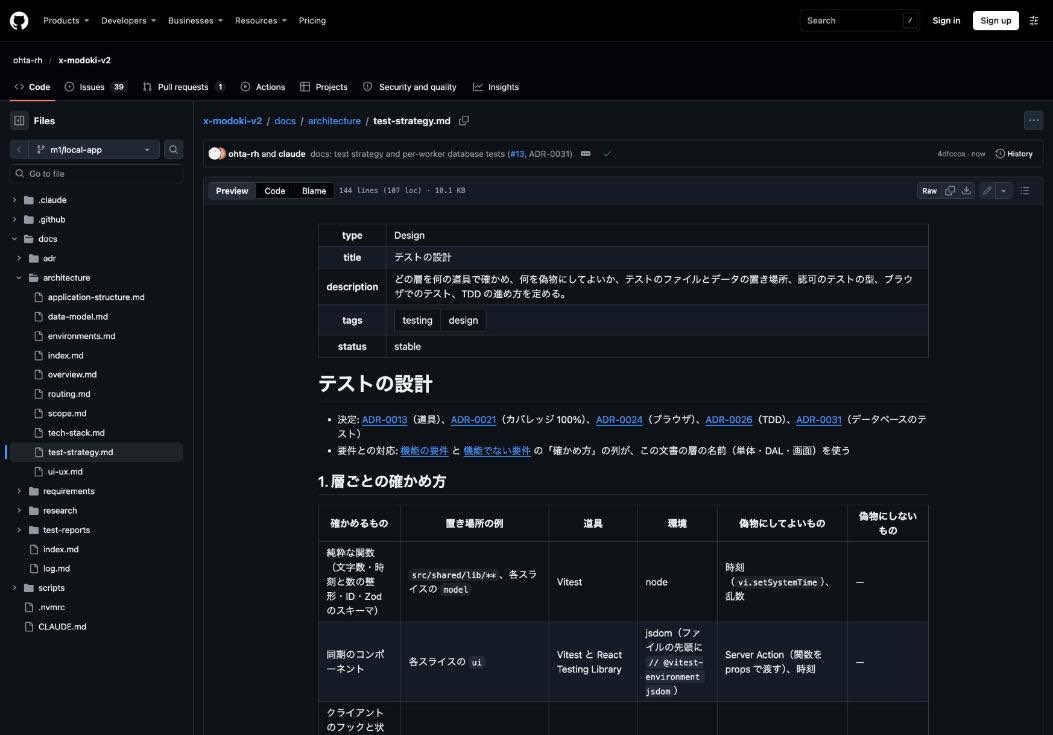 Products Developers Businesses Resources Pricing Search / Sign in Sign up
ohta-rh / x-modoki-v2
Code Issues 39 Pull requests 1 Actions Projects Security and quality Insights
Files
x-modoki-v2 / docs / architecture / test-strategy.md
m1/local-app
Go to file
ohta-rh and claude docs: test strategy and per-worker database tests (#13, ADR-0031) 4dfccca · now History
Preview Code Blame 144 lines (107 loc) · 10.1 KB Raw
.claude
.github
docs
adr
architecture
application-structure.md
data-model.md
environments.md
index.md
overview.md
routing.md
scope.md
tech-stack.md
test-strategy.md
ui-ux.md
requirements
research
test-reports
index.md
log.md
scripts
.nvmrc
CLAUDE.md
type Design
title テストの設計
description どの層を何の道具で確かめ、何を偽物にしてよいか、テストのファイルとデータの置き場所、認可のテストの型、ブラウ
ザでのテスト、TDD の進め方を定める。
tags testing design
status stable
テストの設計
• 決定: ADR-0013（道具）、ADR-0021（カバレッジ 100%）、ADR-0024（ブラウザ）、ADR-0026（TDD）、ADR-0031（データベースのテ
スト）
• 要件との対応: 機能の要件 と 機能でない要件 の「確かめ方」の列が、この文書の層の名前（単体・DAL・画面）を使う
1. 層ごとの確かめ方
確かめるもの 置き場所の例 道具 環境 偽物にしてよいもの 偽物にしない
もの
純粋な関数
（文字数・時
刻と数の整
形・ID・Zod
のスキーマ）
src/shared/lib/**、各スラ
イスの model
Vitest
node
時刻
（vi.setSystemTime）、
乱数
—
同期のコンポ
ーネント
各スライスの ui
Vitest と React
Testing Library
jsdom（ファ
イルの先頭に
// @vitest-
environment
jsdom）
Server Action（関数を
props で渡す）、時刻
—
クライアント
のフックと状